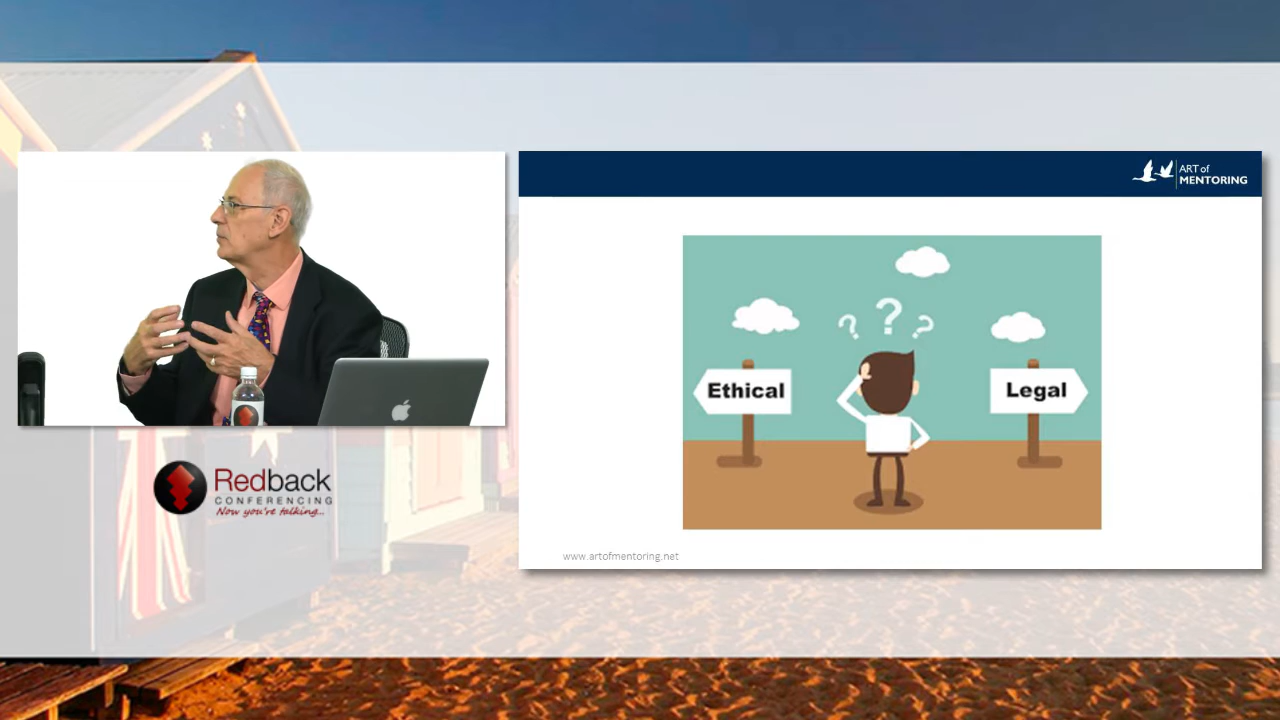 ART of
MENTORING
? ? ?
Ethical
Legal
Redback
CONFERENCING
Now you're talking...
www.artofmentoring.net